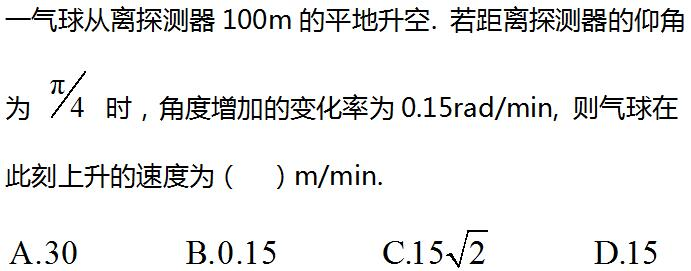 一气球从离探测器 100m 的平地升空. 若距离探测器的仰角
为 π/4 时，角度增加的变化率为 0.15rad/min, 则气球在
此刻上升的速度为 ( ) m/min.
A.30 B.0.15 C.15√2 D.15